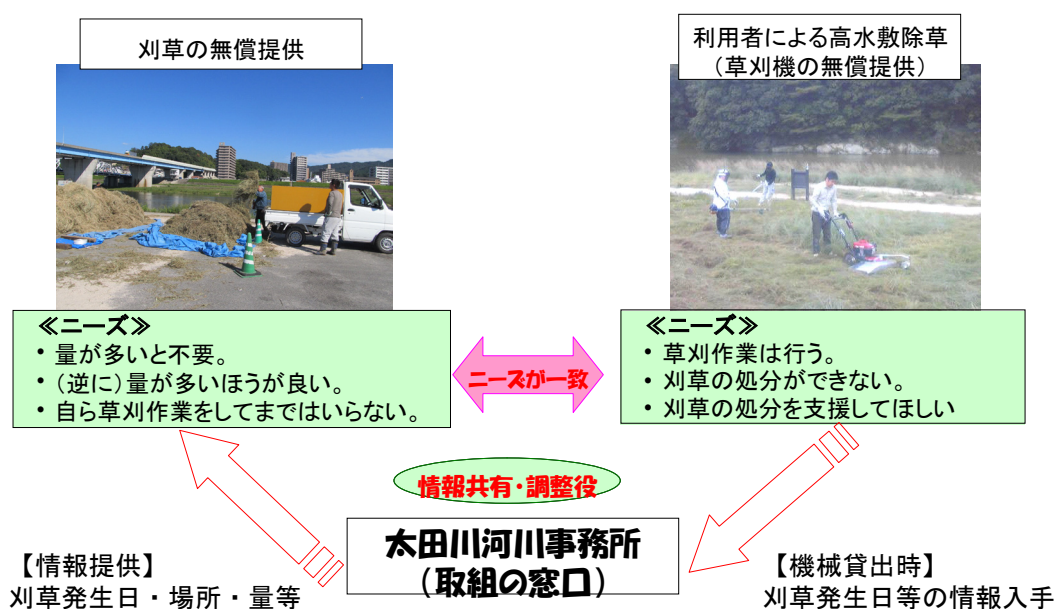 刈草の無償提供
利用者による高水敷除草
（草刈機の無償提供）
≪ニーズ≫
・量が多いと不要。
・（逆に）量が多いほうが良い。
・自ら草刈作業をしてまではいらない。
ニーズが一致
≪ニーズ≫
・草刈作業は行う。
・刈草の処分ができない。
・刈草の処分を支援してほしい
情報共有・調整役
太田川河川事務所
（取組の窓口）
【情報提供】
刈草発生日・場所・量等
【機械貸出時】
刈草発生日等の情報入手